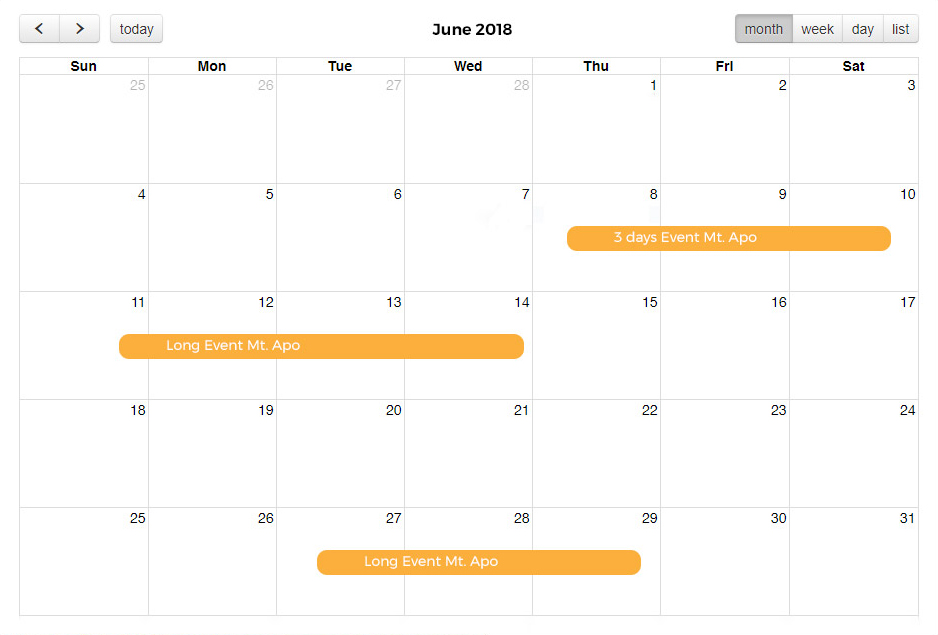 today June 2018 month week day list
Sun Mon Tue Wed Thu Fri Sat
25 26 27 28 1 2 3
4 5 6 7 8 9 10
3 days Event Mt. Apo
11 12 13 14 15 16 17
Long Event Mt. Apo
18 19 20 21 22 23 24
25 26 27 28 29 30 31
Long Event Mt. Apo